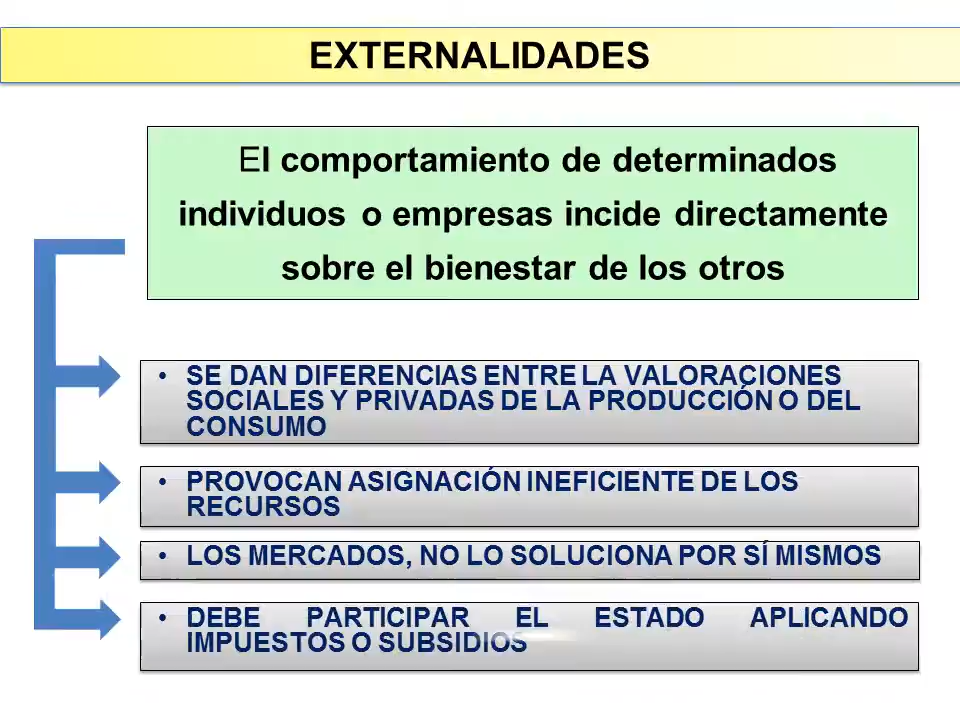 EXTERNALIDADES
El comportamiento de determinados
individuos o empresas incide directamente
sobre el bienestar de los otros
• SE DAN DIFERENCIAS ENTRE LA VALORACIONES
SOCIALES Y PRIVADAS DE LA PRODUCCIÓN O DEL
CONSUMO
• PROVOCAN ASIGNACIÓN INEFICIENTE DE LOS
RECURSOS
• LOS MERCADOS, NO LO SOLUCIONA POR SÍ MISMOS
• DEBE PARTICIPAR EL ESTADO APLICANDO
IMPUESTOS O SUBSIDIOS